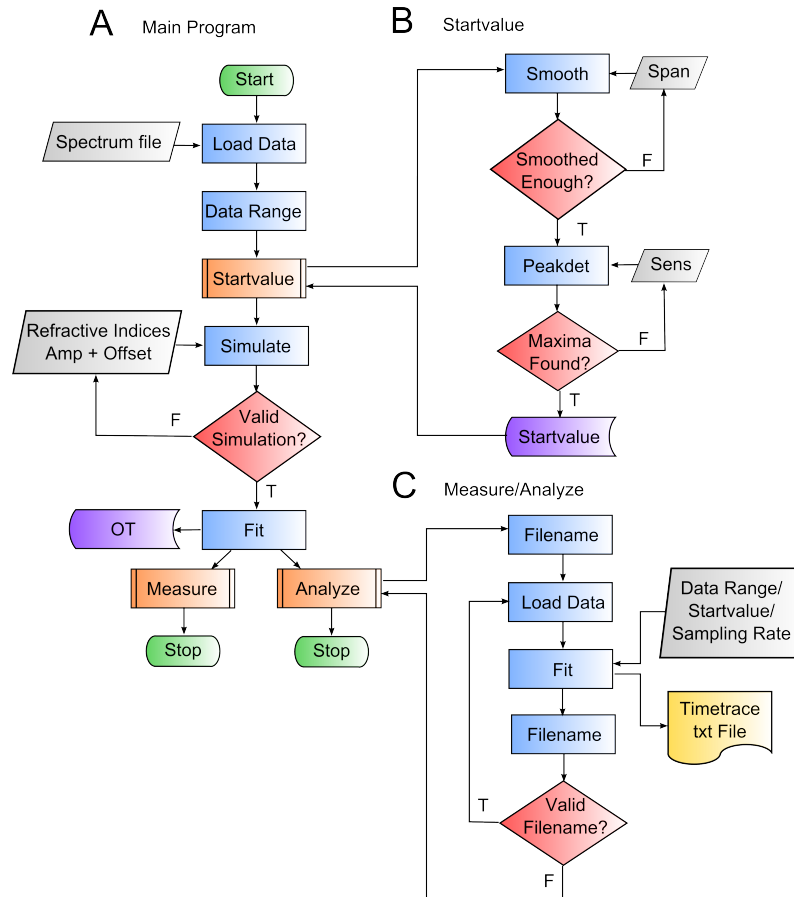 A Main Program
Start
Spectrum file
Load Data
Data Range
Startvalue
Refractive Indices
Amp + Offset
Simulate
Valid
Simulation?
F
T
OT
Fit
Measure
Analyze
Stop
Stop
B Startvalue
Smooth
Span
Smoothed
Enough?
F
T
Peakdet
Sens
Maxima
Found?
F
T
Startvalue
C Measure/Analyze
Filename
Load Data
Data Range/
Startvalue/
Sampling Rate
Fit
Timetrace
txt File
Filename
Valid
Filename?
T
F